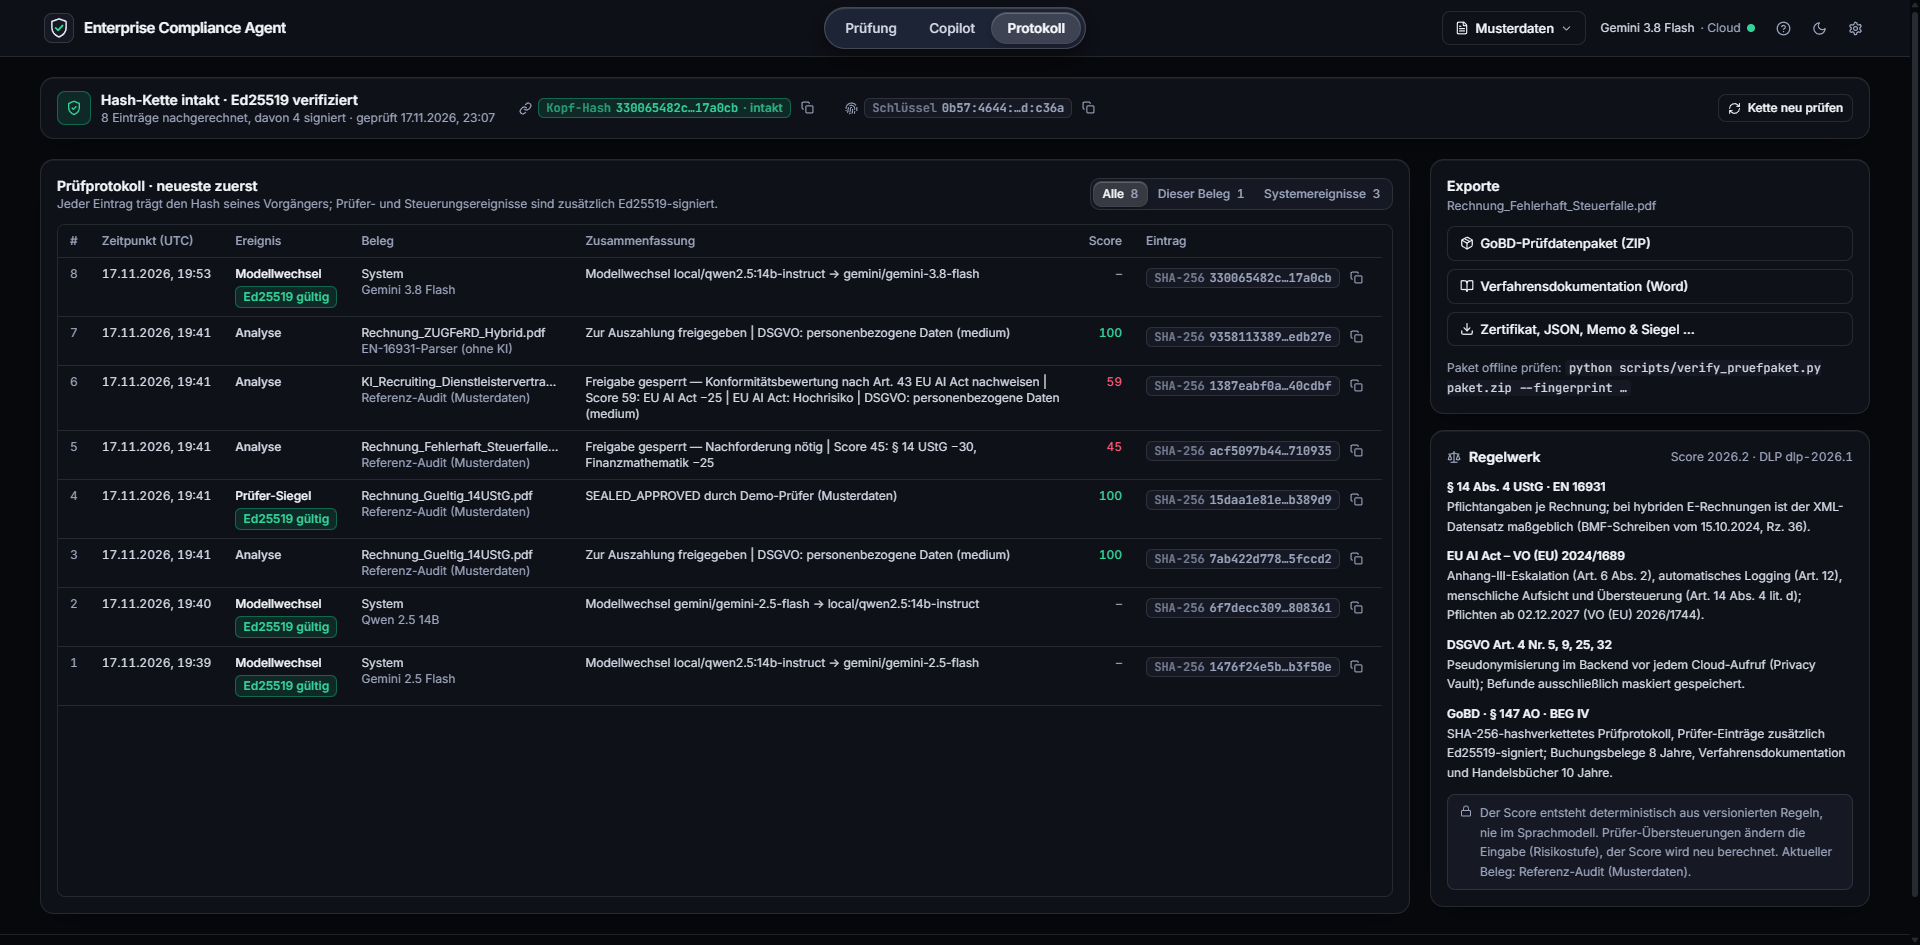 Enterprise Compliance Agent
Prüfung
Copilot
Protokoll
Musterdaten
Gemini 3.8 Flash · Cloud
Hash-Kette intakt · Ed25519 verifiziert
8 Einträge nachgerechnet, davon 4 signiert · geprüft 17.11.2026, 23:07
Kopf-Hash 330065482c…17a0cb · intakt
Schlüssel 0b57:4644:…d:c36a
Kette neu prüfen
Prüfprotokoll · neueste zuerst
Jeder Eintrag trägt den Hash seines Vorgängers; Prüfer- und Steuerungsereignisse sind zusätzlich Ed25519-signiert.
Alle 8
Dieser Beleg 1
Systemereignisse 3
# Zeitpunkt (UTC) Ereignis Beleg Zusammenfassung Score Eintrag
8 17.11.2026, 19:53 Modellwechsel System Modellwechsel local/qwen2.5:14b-instruct → gemini/gemini-3.8-flash – SHA-256 330065482c…17a0cb
Ed25519 gültig Gemini 3.8 Flash
7 17.11.2026, 19:41 Analyse Rechnung_ZUGFeRD_Hybrid.pdf Zur Auszahlung freigegeben | DSGVO: personenbezogene Daten (medium) 100 SHA-256 9358113389…edb27e
EN-16931-Parser (ohne KI)
6 17.11.2026, 19:41 Analyse KI_Recruiting_Dienstleistervertra… Freigabe gesperrt — Konformitätsbewertung nach Art. 43 EU AI Act nachweisen | 59 SHA-256 1387eabf0a…40cdbf
Referenz-Audit (Musterdaten) Score 59: EU AI Act −25 | EU AI Act: Hochrisiko | DSGVO: personenbezogene Daten
(medium)
5 17.11.2026, 19:41 Analyse Rechnung_Fehlerhaft_Steuerfalle… Freigabe gesperrt — Nachforderung nötig | Score 45: § 14 UStG −30, 45 SHA-256 acf5097b44…710935
Referenz-Audit (Musterdaten) Finanzmathematik −25
4 17.11.2026, 19:41 Prüfer-Siegel Rechnung_Gueltig_14UStG.pdf SEALED_APPROVED durch Demo-Prüfer (Musterdaten) 100 SHA-256 15daa1e81e…b389d9
Ed25519 gültig Referenz-Audit (Musterdaten)
3 17.11.2026, 19:41 Analyse Rechnung_Gueltig_14UStG.pdf Zur Auszahlung freigegeben | DSGVO: personenbezogene Daten (medium) 100 SHA-256 7ab422d778…5fccd2
Referenz-Audit (Musterdaten)
2 17.11.2026, 19:40 Modellwechsel System Modellwechsel gemini/gemini-2.5-flash → local/qwen2.5:14b-instruct – SHA-256 6f7decc309…808361
Ed25519 gültig Qwen 2.5 14B
1 17.11.2026, 19:39 Modellwechsel System Modellwechsel local/qwen2.5:14b-instruct → gemini/gemini-2.5-flash – SHA-256 1476f24e5b…b3f50e
Ed25519 gültig Gemini 2.5 Flash
Exporte
Rechnung_Fehlerhaft_Steuerfalle.pdf
GoBD-Prüfdatenpaket (ZIP)
Verfahrensdokumentation (Word)
Zertifikat, JSON, Memo & Siegel ...
Paket offline prüfen: python scripts/verify_pruefpaket.py
paket.zip --fingerprint …
Regelwerk
Score 2026.2 · DLP dlp-2026.1
§ 14 Abs. 4 UStG · EN 16931
Pflichtangaben je Rechnung; bei hybriden E-Rechnungen ist der XML-
Datensatz maßgeblich (BMF-Schreiben vom 15.10.2024, Rz. 36).
EU AI Act – VO (EU) 2024/1689
Anhang-III-Eskalation (Art. 6 Abs. 2), automatisches Logging (Art. 12),
menschliche Aufsicht und Übersteuerung (Art. 14 Abs. 4 lit. d);
Pflichten ab 02.12.2027 (VO (EU) 2026/1744).
DSGVO Art. 4 Nr. 5, 9, 25, 32
Pseudonymisierung im Backend vor jedem Cloud-Aufruf (Privacy
Vault); Befunde ausschließlich maskiert gespeichert.
GoBD · § 147 AO · BEG IV
SHA-256-hashverkettetes Prüfprotokoll, Prüfer-Einträge zusätzlich
Ed25519-signiert; Buchungsbelege 8 Jahre, Verfahrensdokumentation
und Handelsbücher 10 Jahre.
Der Score entsteht deterministisch aus versionierten Regeln,
nie im Sprachmodell. Prüfer-Übersteuerungen ändern die
Eingabe (Risikostufe), der Score wird neu berechnet. Aktueller
Beleg: Referenz-Audit (Musterdaten).